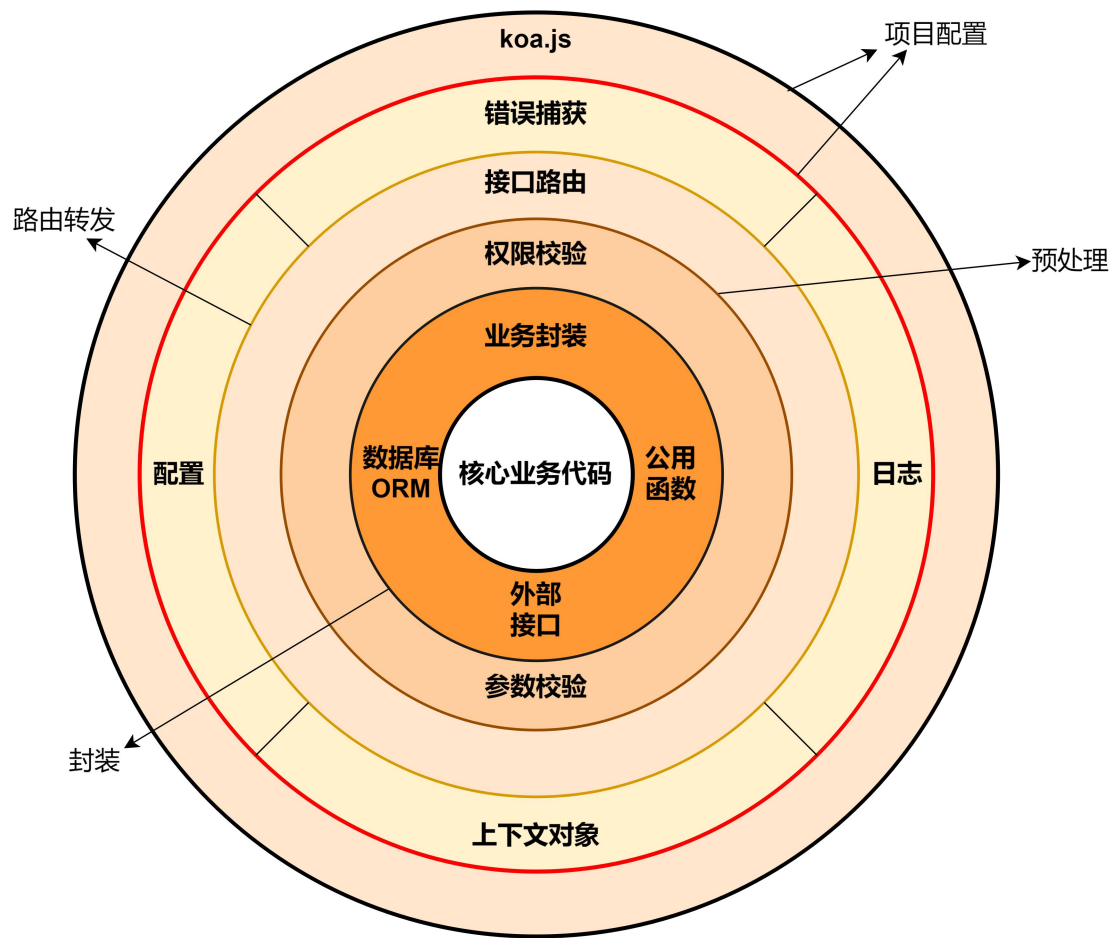 koa.js
项目配置
错误捕获
接口路由
路由转发
权限校验
预处理
业务封装
配置
数据库
ORM
核心业务代码
公用
函数
日志
外部
接口
参数校验
封装
上下文对象